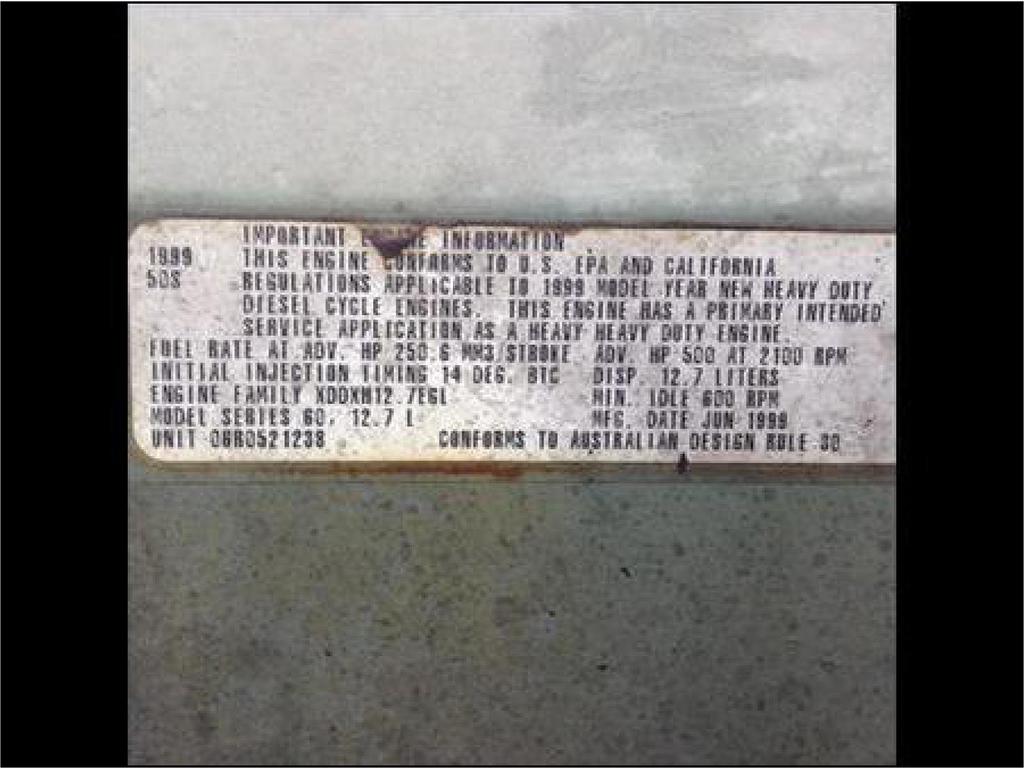 IMPORTANT ENGINE INFORMATION
1999 THIS ENGINE CONFORMS TO U.S. EPA AND CALIFORNIA
50S REGULATIONS APPLICABLE TO 1999 MODEL YEAR NEW HEAVY DUTY
DIESEL CYCLE ENGINES. THIS ENGINE HAS A PRIMARY INTENDED
SERVICE APPLICATION AS A HEAVY HEAVY DUTY ENGINE.
FUEL RATE AT ADV. HP 250.6 MM3/STROKE ADV. HP 500 AT 2100 RPM
INITIAL INJECTION TIMING 14 DEG. BTC DISP. 12.7 LITERS
ENGINE FAMILY XDDXH12.7EGL MIN. IDLE 600 RPM
MODEL SERIES 60, 12.7 L MFG. DATE JUN 1999
UNIT 06R0521238 CONFORMS TO AUSTRALIAN DESIGN RULE 30